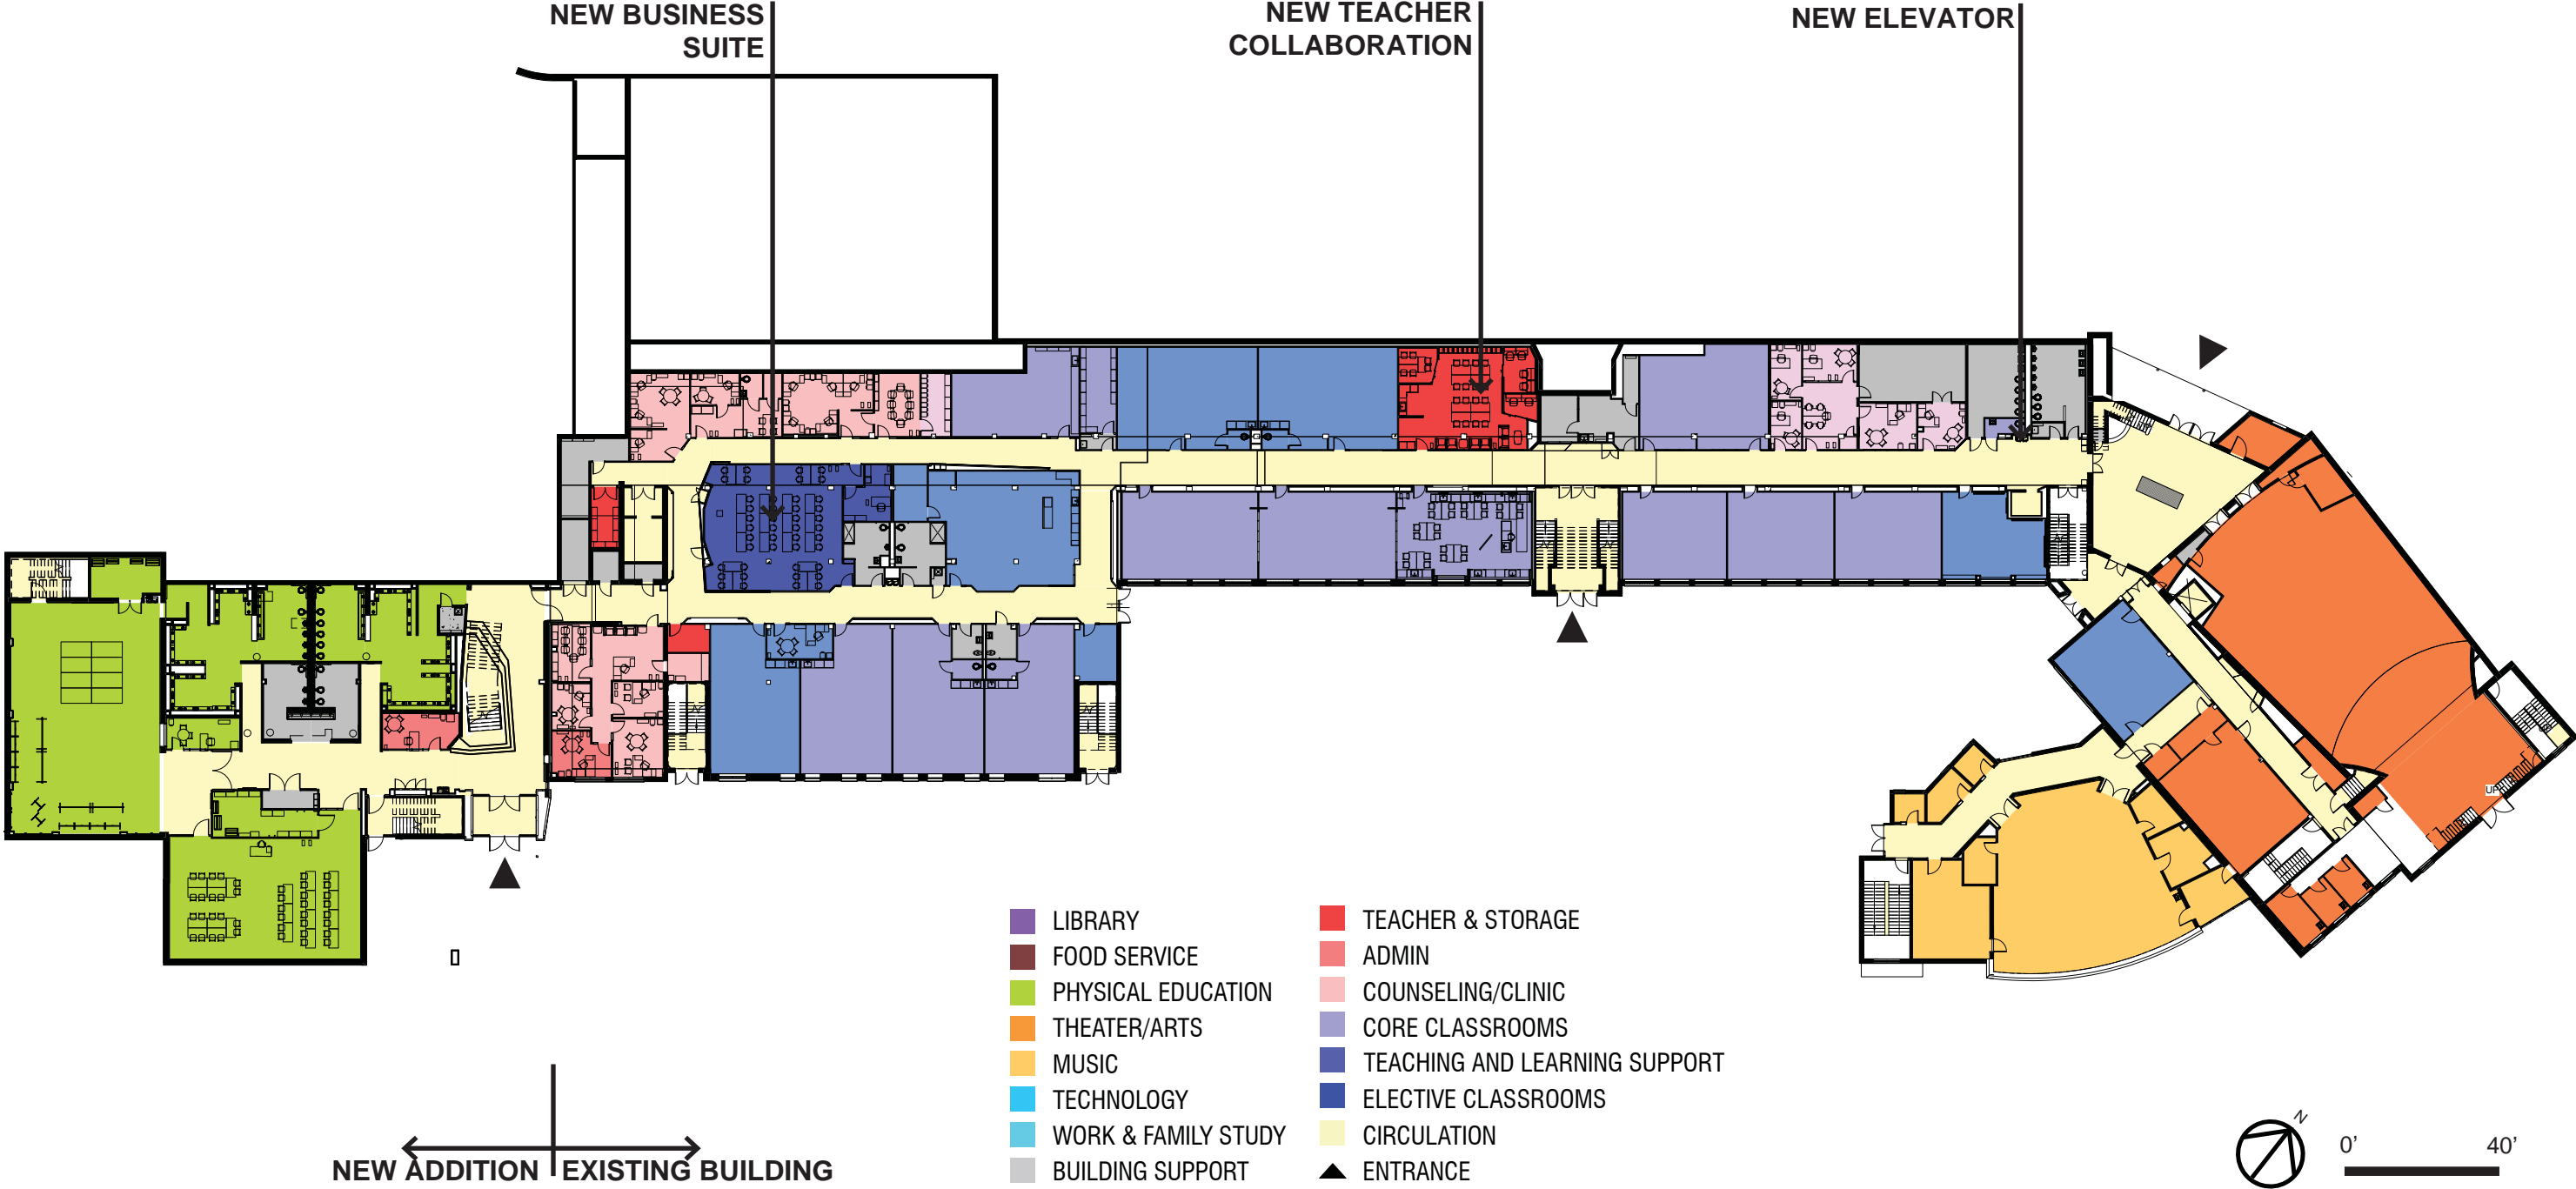 NEW BUSINESS
SUITE
NEW TEACHER
COLLABORATION
NEW ELEVATOR
UP
LIBRARY
FOOD SERVICE
PHYSICAL EDUCATION
THEATER/ARTS
MUSIC
TECHNOLOGY
WORK & FAMILY STUDY
BUILDING SUPPORT
TEACHER & STORAGE
ADMIN
COUNSELING/CLINIC
CORE CLASSROOMS
TEACHING AND LEARNING SUPPORT
ELECTIVE CLASSROOMS
CIRCULATION
ENTRANCE
NEW ADDITION
EXISTING BUILDING
N
0’
40’